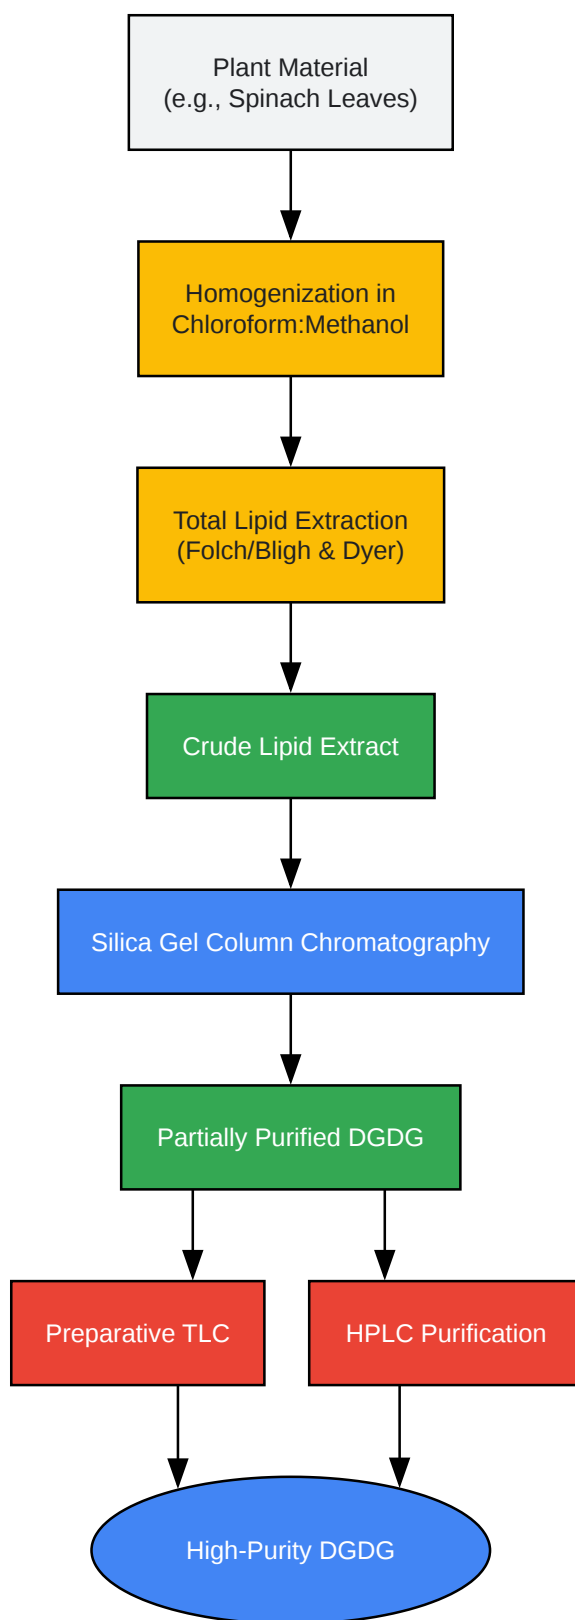 Plant Material
(e.g., Spinach Leaves)
Homogenization in
Chloroform:Methanol
Total Lipid Extraction
(Folch/Bligh & Dyer)
Crude Lipid Extract
Silica Gel Column Chromatography
Partially Purified DGDG
Preparative TLC
HPLC Purification
High-Purity DGDG